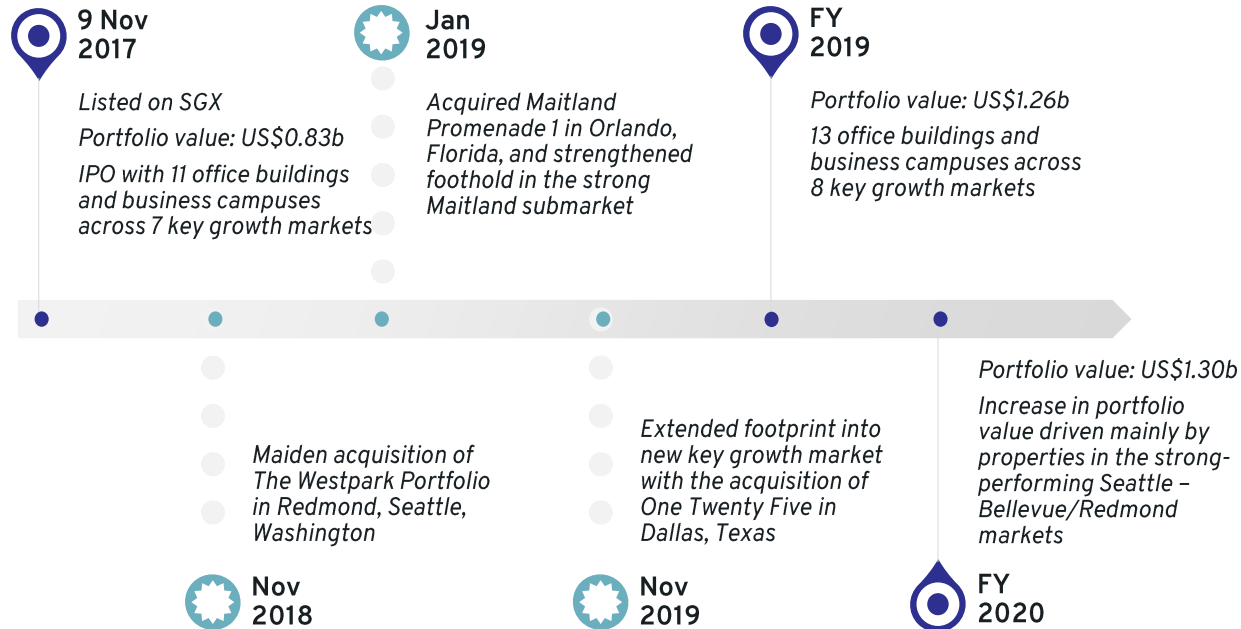 9 Nov
2017
Listed on SGX
Portfolio value: US$0.83b
IPO with 11 office buildings
and business campuses
across 7 key growth markets
Jan
2019
Acquired Maitland
Promenade 1 in Orlando,
Florida, and strengthened
foothold in the strong
Maitland submarket
FY
2019
Portfolio value: US$1.26b
13 office buildings and
business campuses across
8 key growth markets
Maiden acquisition of
The Westpark Portfolio
in Redmond, Seattle,
Washington
Nov
2018
Extended footprint into
new key growth market
with the acquisition of
One Twenty Five in
Dallas, Texas
Nov
2019
Portfolio value: US$1.30b
Increase in portfolio
value driven mainly by
properties in the strong-
performing Seattle –
Bellevue/Redmond
markets
FY
2020